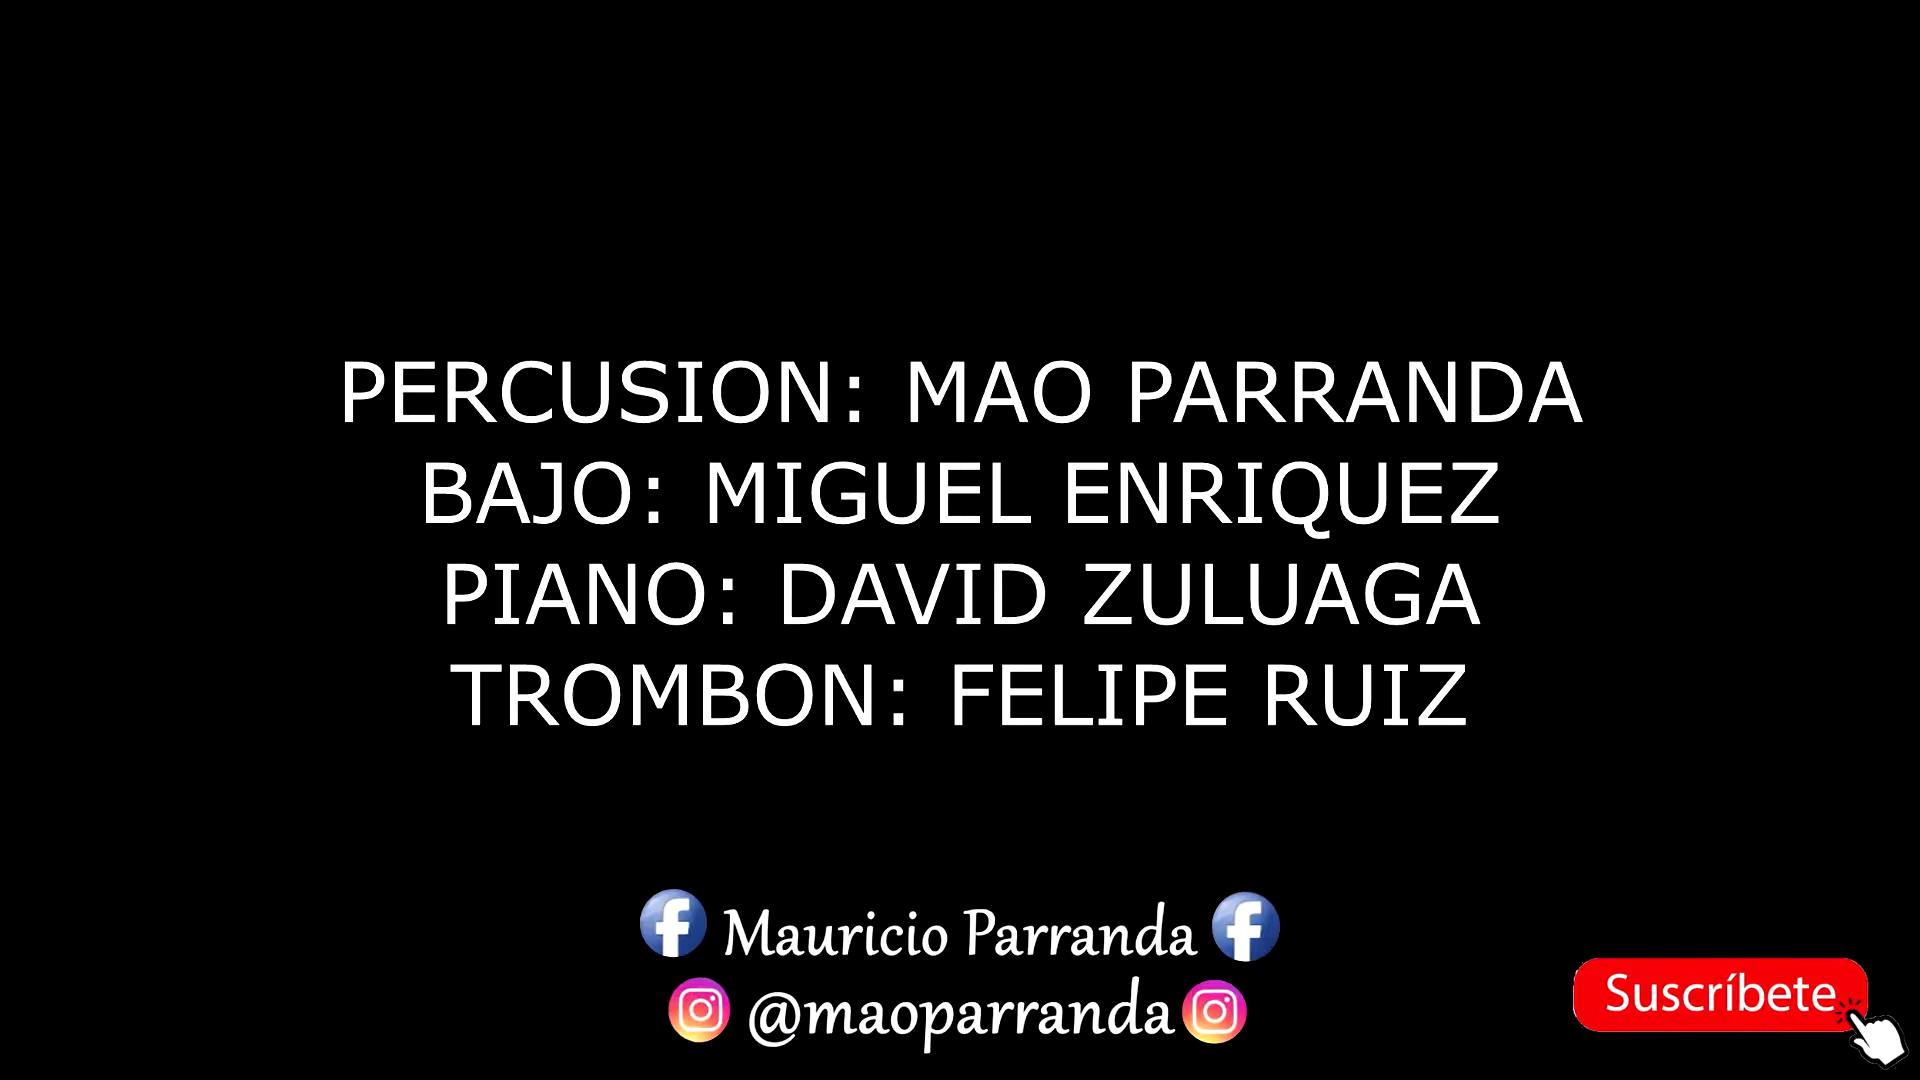 PERCUSION: MAO PARRANDA
BAJO: MIGUEL ENRIQUEZ
PIANO: DAVID ZULUAGA
TROMBON: FELIPE RUIZ
Mauricio Parranda
@maoparranda
Suscríbete